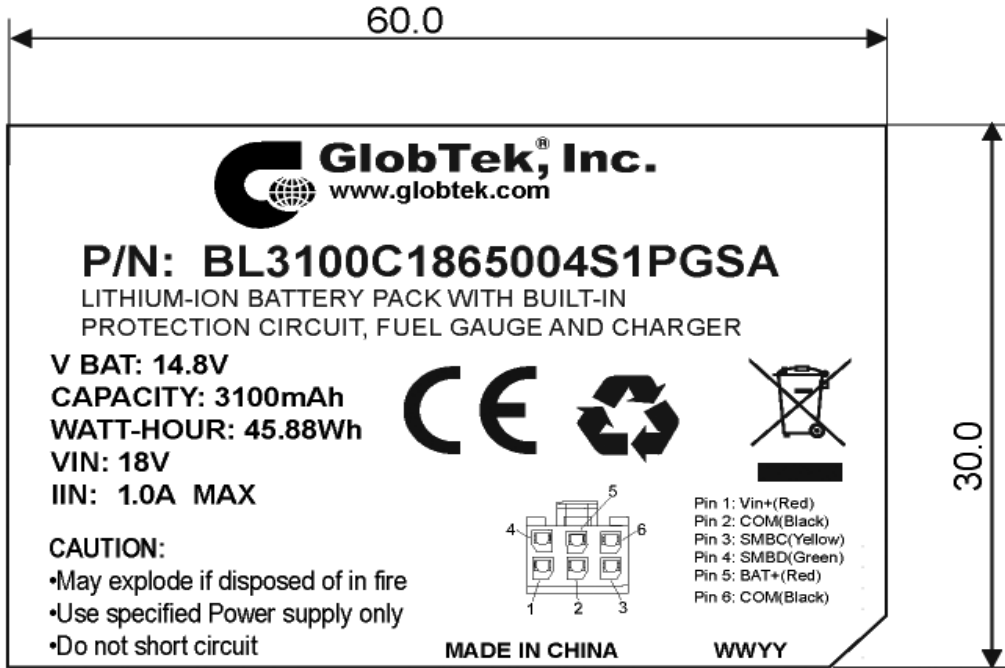 60.0
GlobTek,® Inc.
www.globtek.com
P/N: BL3100C1865004S1PGSA
LITHIUM-ION BATTERY PACK WITH BUILT-IN
PROTECTION CIRCUIT, FUEL GAUGE AND CHARGER
V BAT: 14.8V
CAPACITY: 3100mAh
WATT-HOUR: 45.88Wh
VIN: 18V
IIN: 1.0A MAX
CE
30.0
CAUTION:
•May explode if disposed of in fire
•Use specified Power supply only
•Do not short circuit
5
4
6
1
2
3
Pin 1: Vin+(Red)
Pin 2: COM(Black)
Pin 3: SMBC(Yellow)
Pin 4: SMBD(Green)
Pin 5: BAT+(Red)
Pin 6: COM(Black)
MADE IN CHINA
WWYY